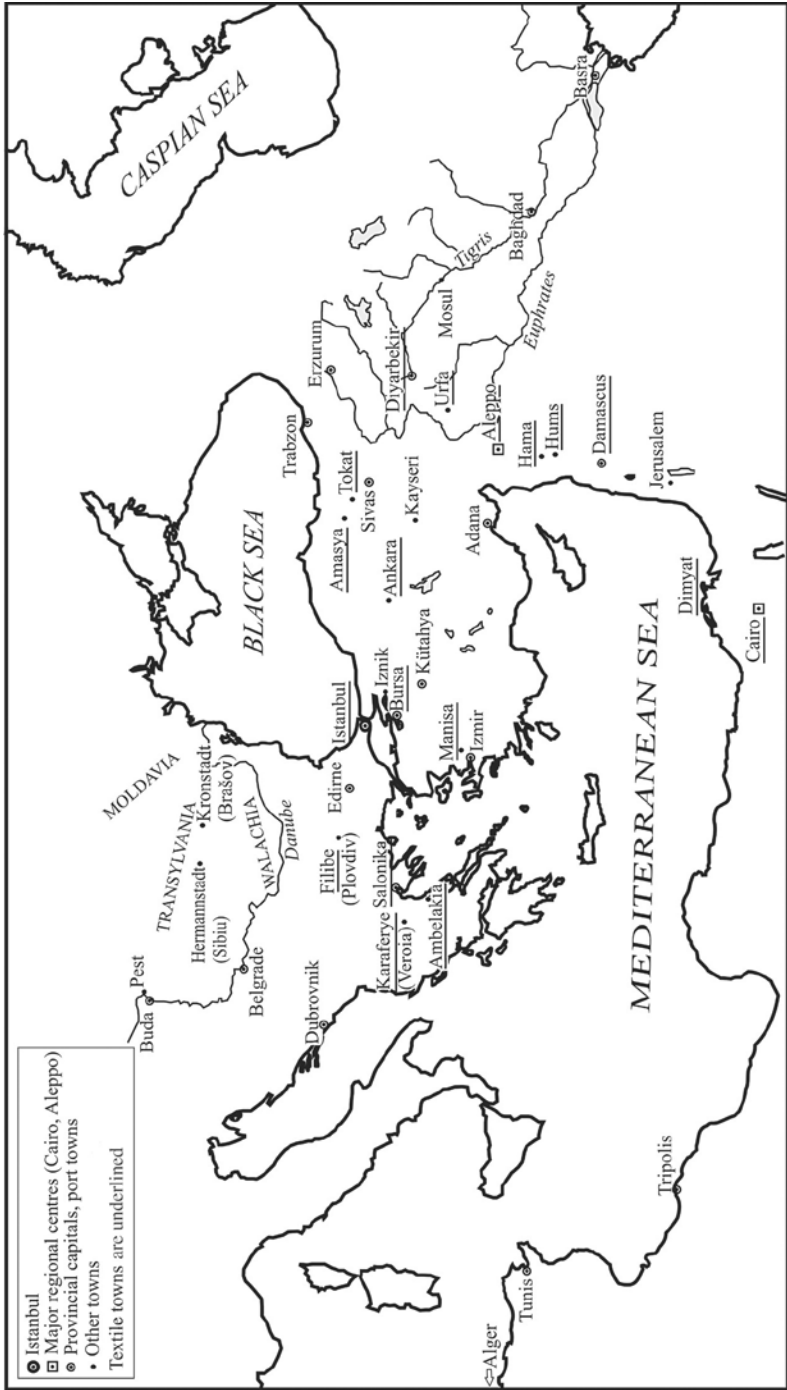 Istanbul
Major regional centres (Cairo, Aleppo)
Provincial capitals, port towns
Other towns
Textile towns are underlined
CASPIAN SEA
BLACK SEA
MEDITERRANEAN SEA
MOLDAVIA
TRANSYLVANIA
WALACHIA
Danube
Buda
Pest
Hermannstadt
(Sibiu)
Kronstadt
(Brašov)
Belgrade
Dubrovnik
Filibe
(Plovdiv)
Edirne
Istanbul
Karaferye
(Veroia)
Salonika
Ambelakia
Iznik
Bursa
Kütahya
Manisa
Izmir
Ankara
Amasya
Tokat
Sivas
Kayseri
Adana
Trabzon
Erzurum
Diyarbekir
Urfa
Mosul
Tigris
Euphrates
Baghdad
Basra
Aleppo
Hama
Hums
Damascus
Jerusalem
Dimyat
Cairo
Tripolis
Tunis
Alger